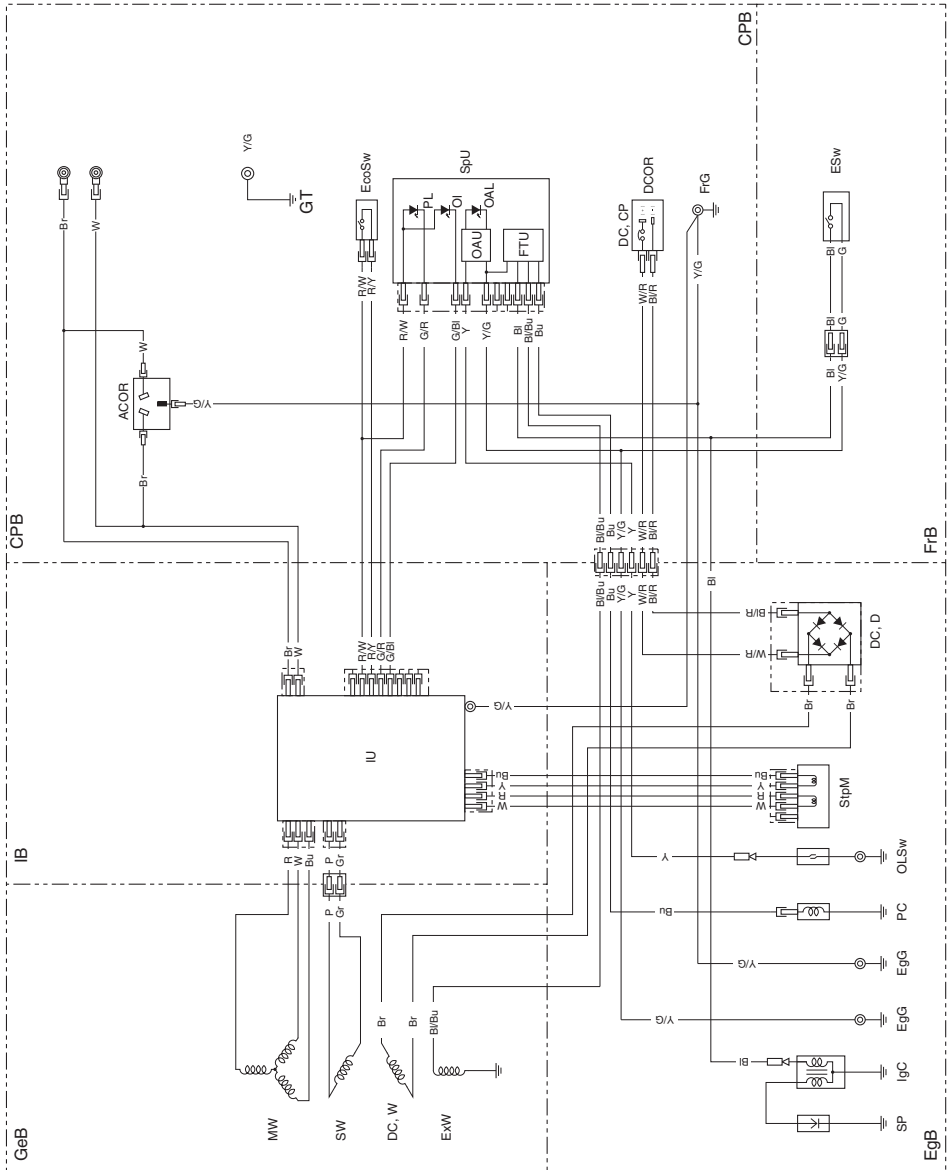 CPB
CPB
Br
W
Y/G
GT
EcoSw
SpU
PL
OI
OAL
OAU
FTU
DC, CP
DCOR
FrG
ESw
W
ACOR
Y/G
Br
R/W
R/Y
R/W
G/R
G/Bl
Y
Y/G
Bl
Bl/Bu
Bu
W/R
Bl/R
Y/G
Bl
G
Bl
G
Bl
Y/G
Bl/Bu
Bu
Y/G
Y
W/R
Bl/R
FrB
IB
Br
W
R/W
R/Y
G/R
G/Bl
IU
Y/G
Bl/Bu
Bu
Y/G
Y
W/R
Bl/R
Bl
Bl/R
W/R
DC, D
Br
Br
R
W
Bu
P
Gr
Bu
Y
R
W
Bu
Y
R
W
StpM
GeB
P
Gr
Br
Br
Bl/Bu
MW
SW
DC, W
ExW
Y
OLSw
Bu
PC
Y/G
EgG
Y/G
EgG
Bl
IgC
SP
EgB